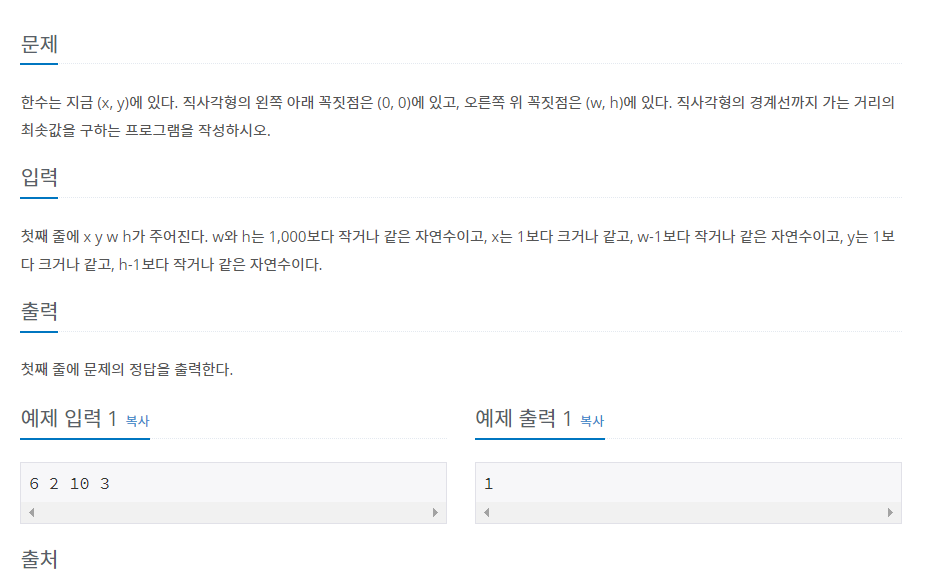 문제
한수는 지금 (x, y)에 있다. 직사각형의 왼쪽 아래 꼭짓점은 (0, 0)에 있고, 오른쪽 위 꼭짓점은 (w, h)에 있다. 직사각형의 경계선까지 가는 거리의
최솟값을 구하는 프로그램을 작성하시오.
입력
첫째 줄에 x y w h가 주어진다. w와 h는 1,000보다 작거나 같은 자연수이고, x는 1보다 크거나 같고, w-1보다 작거나 같은 자연수이고, y는 1보
다 크거나 같고, h-1보다 작거나 같은 자연수이다.
출력
첫째 줄에 문제의 정답을 출력한다.
예제 입력 1 복사
6 2 10 3
예제 출력 1 복사
1
출처